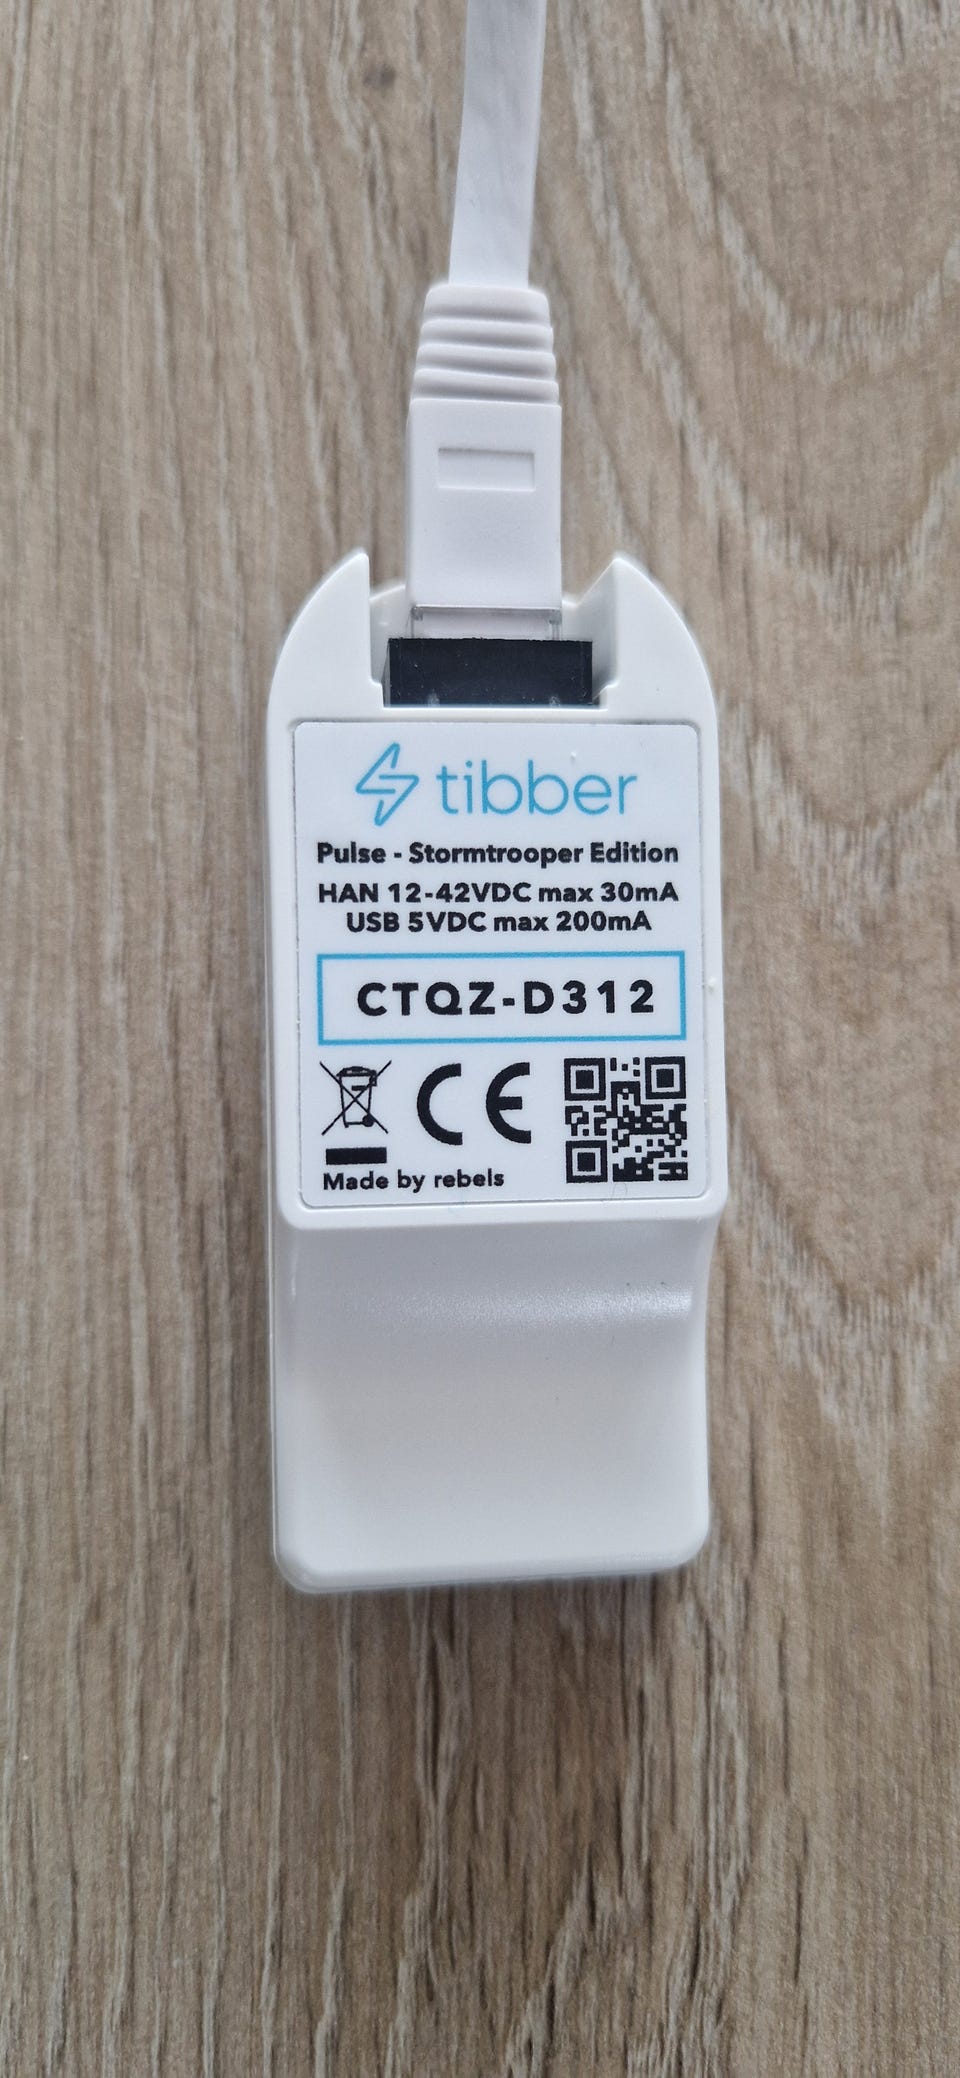 tibber
Pulse - Stormtrooper Edition
HAN 12-42VDC max 30mA
USB 5VDC max 200mA
CTQZ-D312
CE
Made by rebels